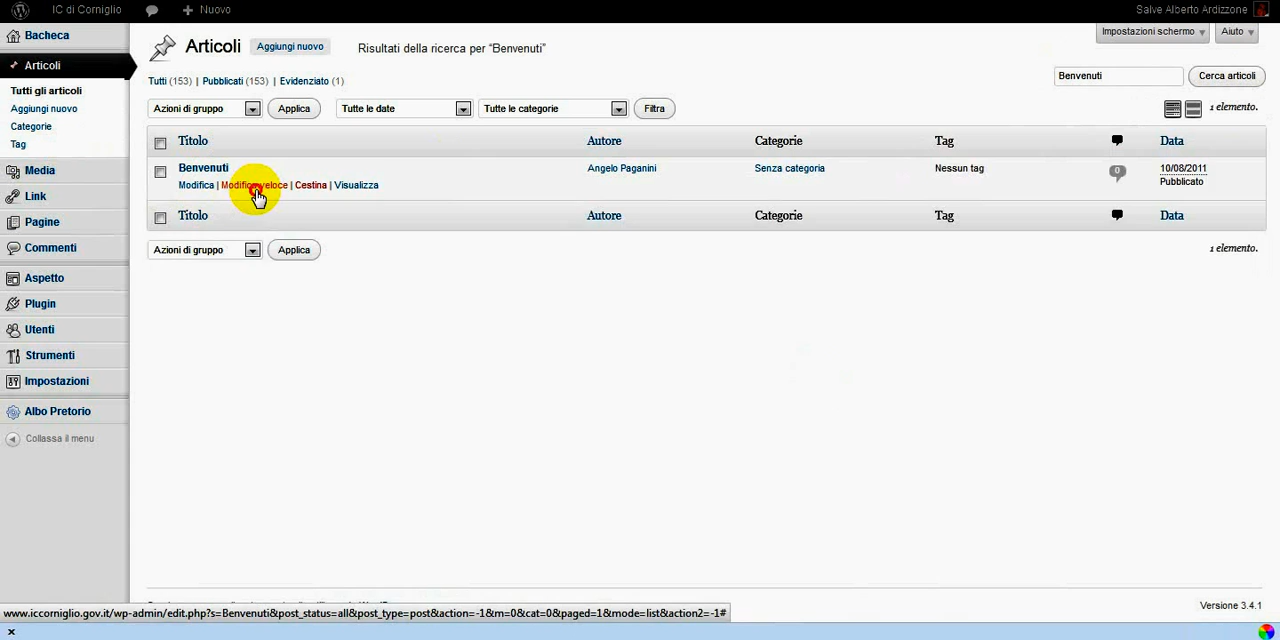 IC di Corniglio Nuovo Salve Alberto Ardizzone
Bacheca
Articoli
Tutti gli articoli
Aggiungi nuovo
Categorie
Tag
Media
Link
Pagine
Commenti
Aspetto
Plugin
Utenti
Strumenti
Impostazioni
Albo Pretorio
Collassa il menu
Impostazioni schermo Aiuto
Articoli Aggiungi nuovo Risultati della ricerca per “Benvenuti”
Tutti (153) | Pubblicati (153) | Evidenziato (1)
Benvenuti Cerca articoli
Azioni di gruppo Applica Tutte le date Tutte le categorie Filtra
1 elemento.
Titolo Autore Categorie Tag Data
Benvenuti Angelo Paganini Senza categoria Nessun tag 0 10/08/2011
Pubblicato
Modifica | Modifica veloce | Cestina | Visualizza
Titolo Autore Categorie Tag Data
Azioni di gruppo Applica 1 elemento.
Versione 3.4.1
www.iccorniglio.gov.it/wp-admin/edit.php?s=Benvenuti&post_status=all&post_type=post&action=-1&m=0&cat=0&paged=1&mode=list&action2=-1#
x